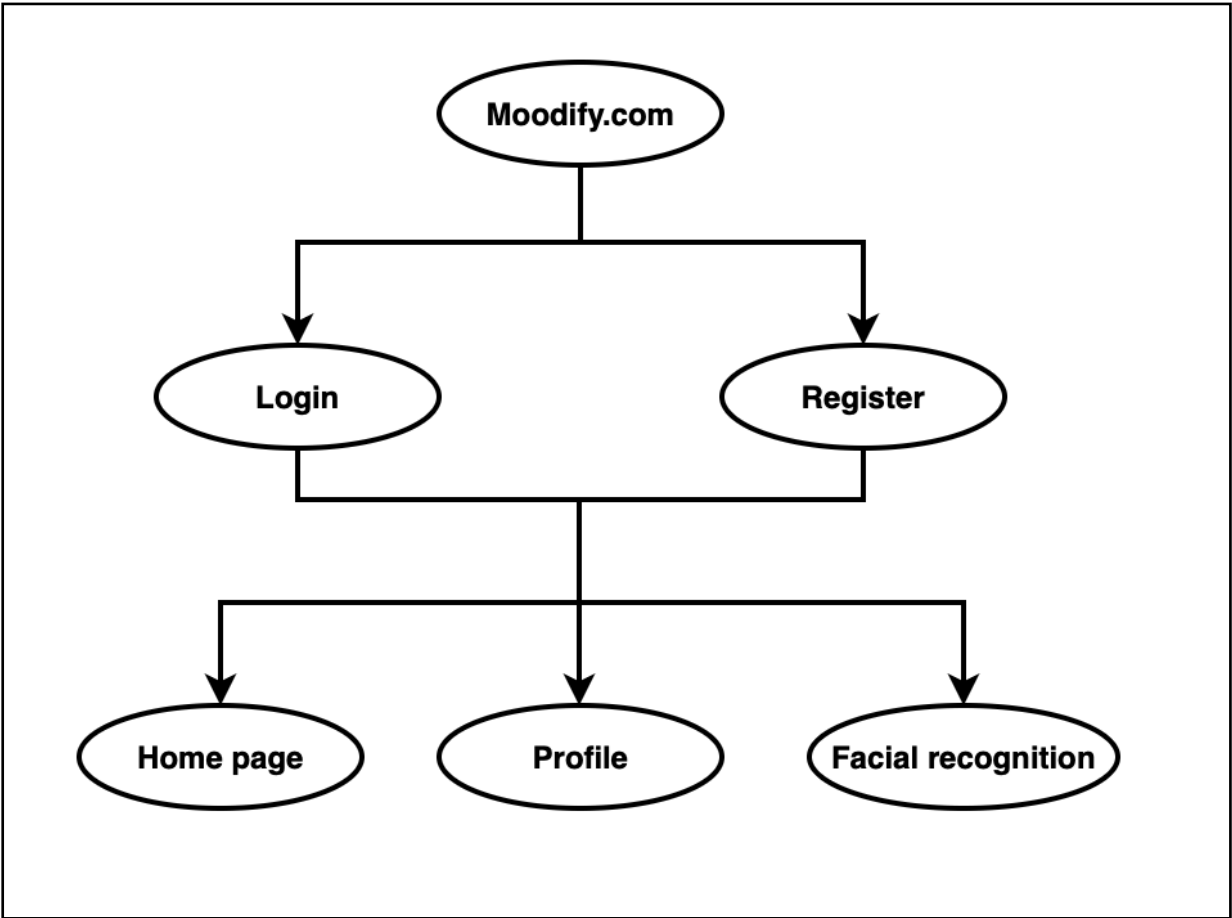 Moodify.com
Login
Register
Home page
Profile
Facial recognition